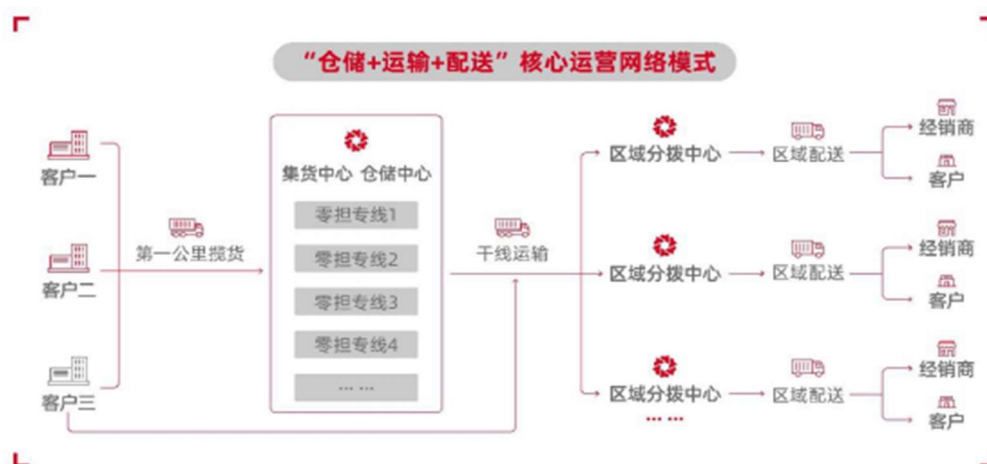 “仓储+运输+配送”核心运营网络模式
客户一
客户二
客户三
第一公里揽货
集货中心 仓储中心
零担专线1
零担专线2
零担专线3
零担专线4
... ...
干线运输
区域分拨中心
区域配送
经销商
客户
区域分拨中心
区域配送
经销商
客户
区域分拨中心
... ...
区域配送
经销商
客户